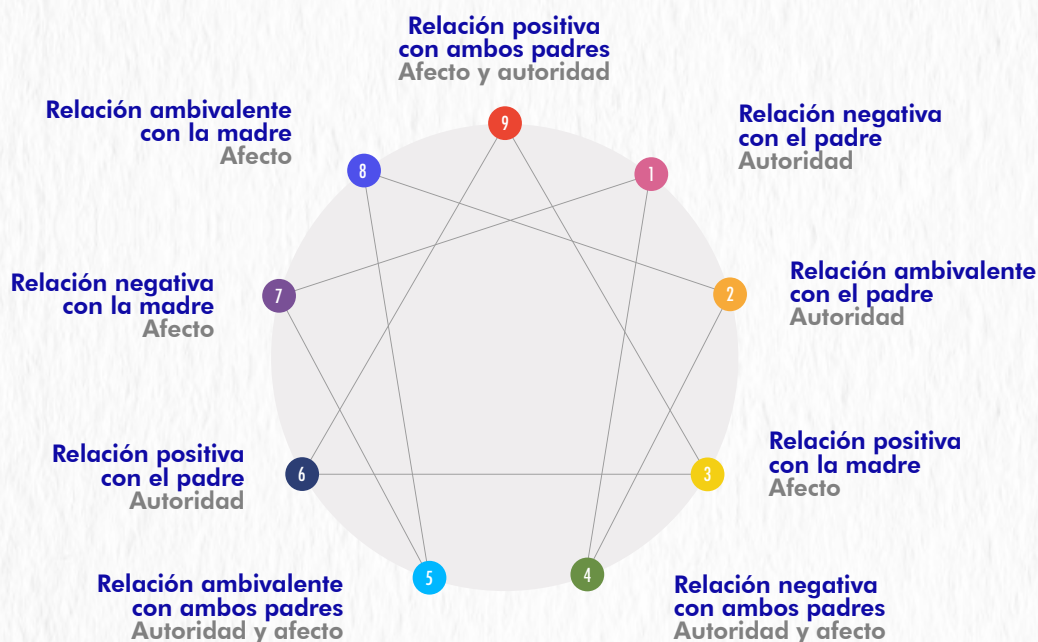 Relación positiva
con ambos padres
Afecto y autoridad
9
Relación negativa
con el padre
Autoridad
1
Relación ambivalente
con el padre
Autoridad
2
Relación positiva
con la madre
Afecto
3
Relación negativa
con ambos padres
Autoridad y afecto
4
Relación ambivalente
con ambos padres
Autoridad y afecto
5
Relación positiva
con el padre
Autoridad
6
Relación negativa
con la madre
Afecto
7
Relación ambivalente
con la madre
Afecto
8